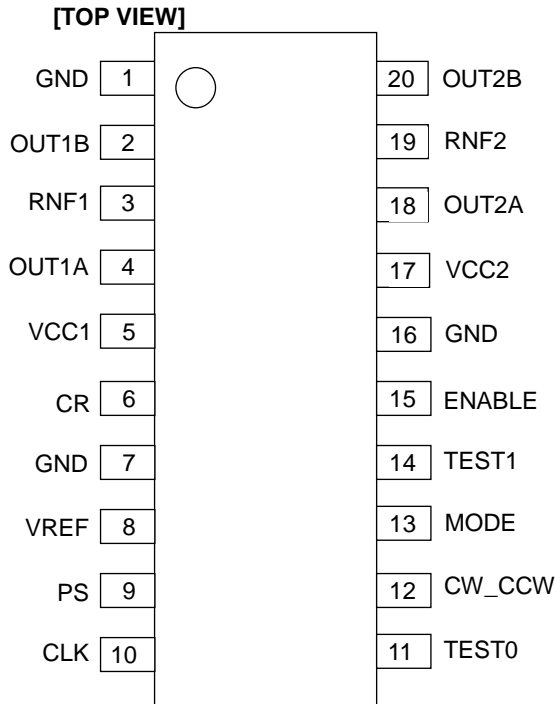 [TOP VIEW]
GND 1 20 OUT2B
OUT1B 2 19 RNF2
RNF1 3 18 OUT2A
OUT1A 4 17 VCC2
VCC1 5 16 GND
CR 6 15 ENABLE
GND 7 14 TEST1
VREF 8 13 MODE
PS 9 12 CW_CCW
CLK 10 11 TEST0